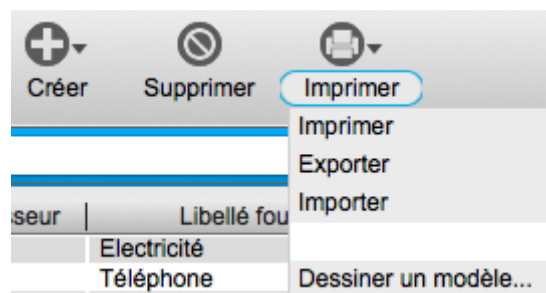 Créer Supprimer Imprimer
Imprimer
Exporter
Importer
sseur Libellé fou
Electricité
Téléphone Dessiner un modèle...